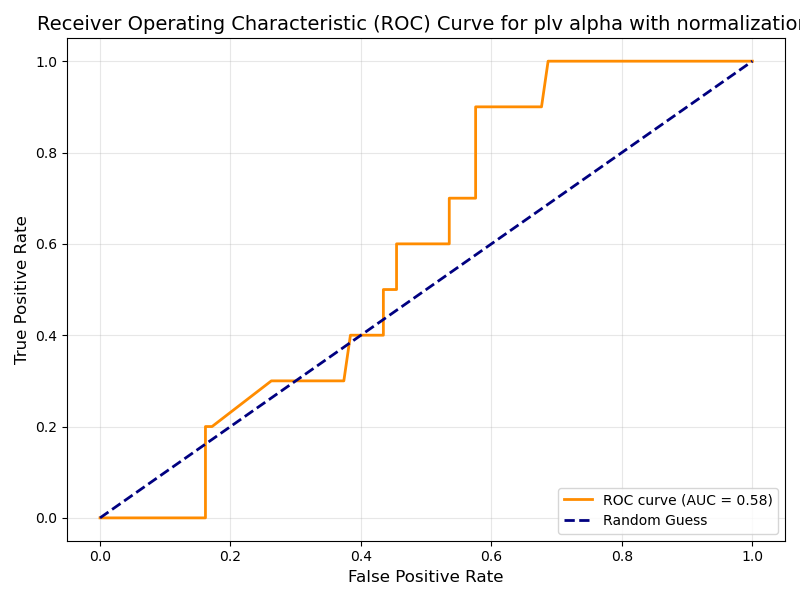 Receiver Operating Characteristic (ROC) Curve for plv alpha with normalization
True Positive Rate
1.0
0.8
0.6
0.4
0.2
0.0
0.0 0.2 0.4 0.6 0.8 1.0
False Positive Rate
ROC curve (AUC = 0.58)
Random Guess